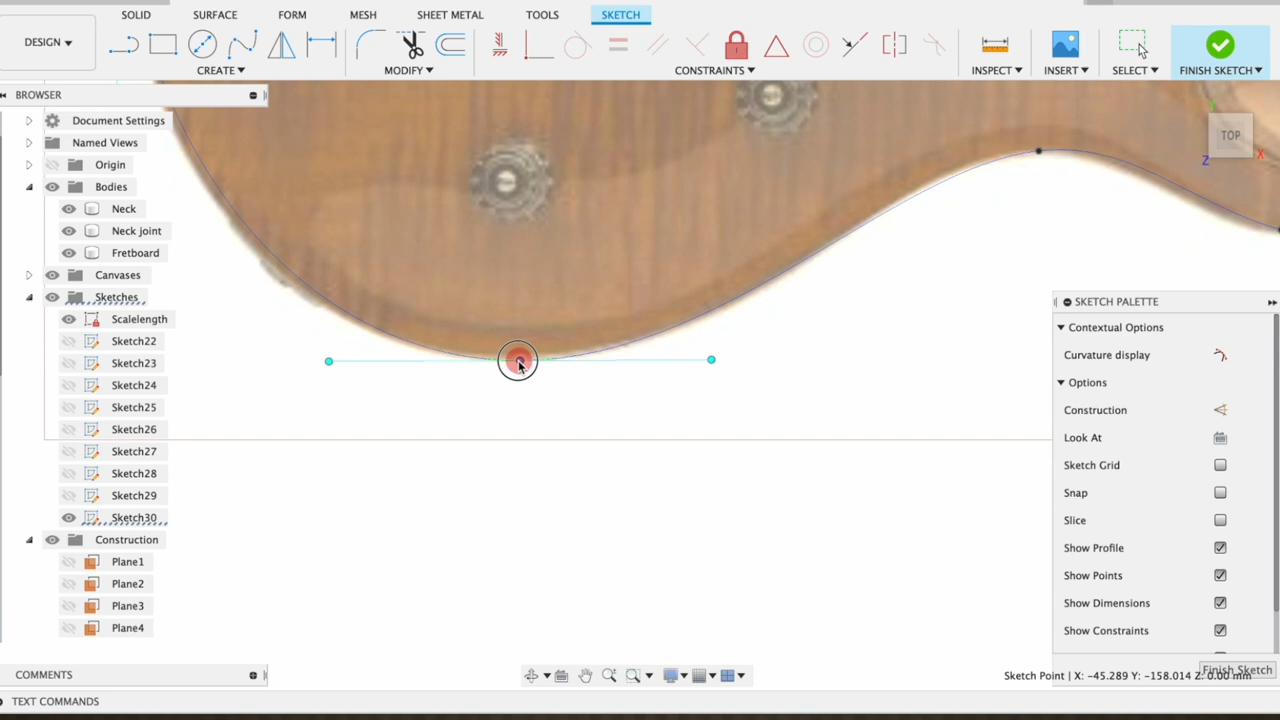 SOLID SURFACE FORM MESH SHEET METAL TOOLS SKETCH
DESIGN
CREATE MODIFY CONSTRAINTS INSPECT INSERT SELECT FINISH SKETCH
BROWSER
Document Settings
Named Views
Origin
Bodies
Neck
Neck joint
Fretboard
Canvases
Sketches
Scalelength
Sketch22
Sketch23
Sketch24
Sketch25
Sketch26
Sketch27
Sketch28
Sketch29
Sketch30
Construction
Plane1
Plane2
Plane3
Plane4
TOP
Z
X
Y
SKETCH PALETTE
Contextual Options
Curvature display
Options
Construction
Look At
Sketch Grid
Snap
Slice
Show Profile
Show Points
Show Dimensions
Show Constraints
COMMENTS
Sketch Point | X: -45.289 Y: -158.014 Z: 0.00 mm
Finish Sketch
TEXT COMMANDS